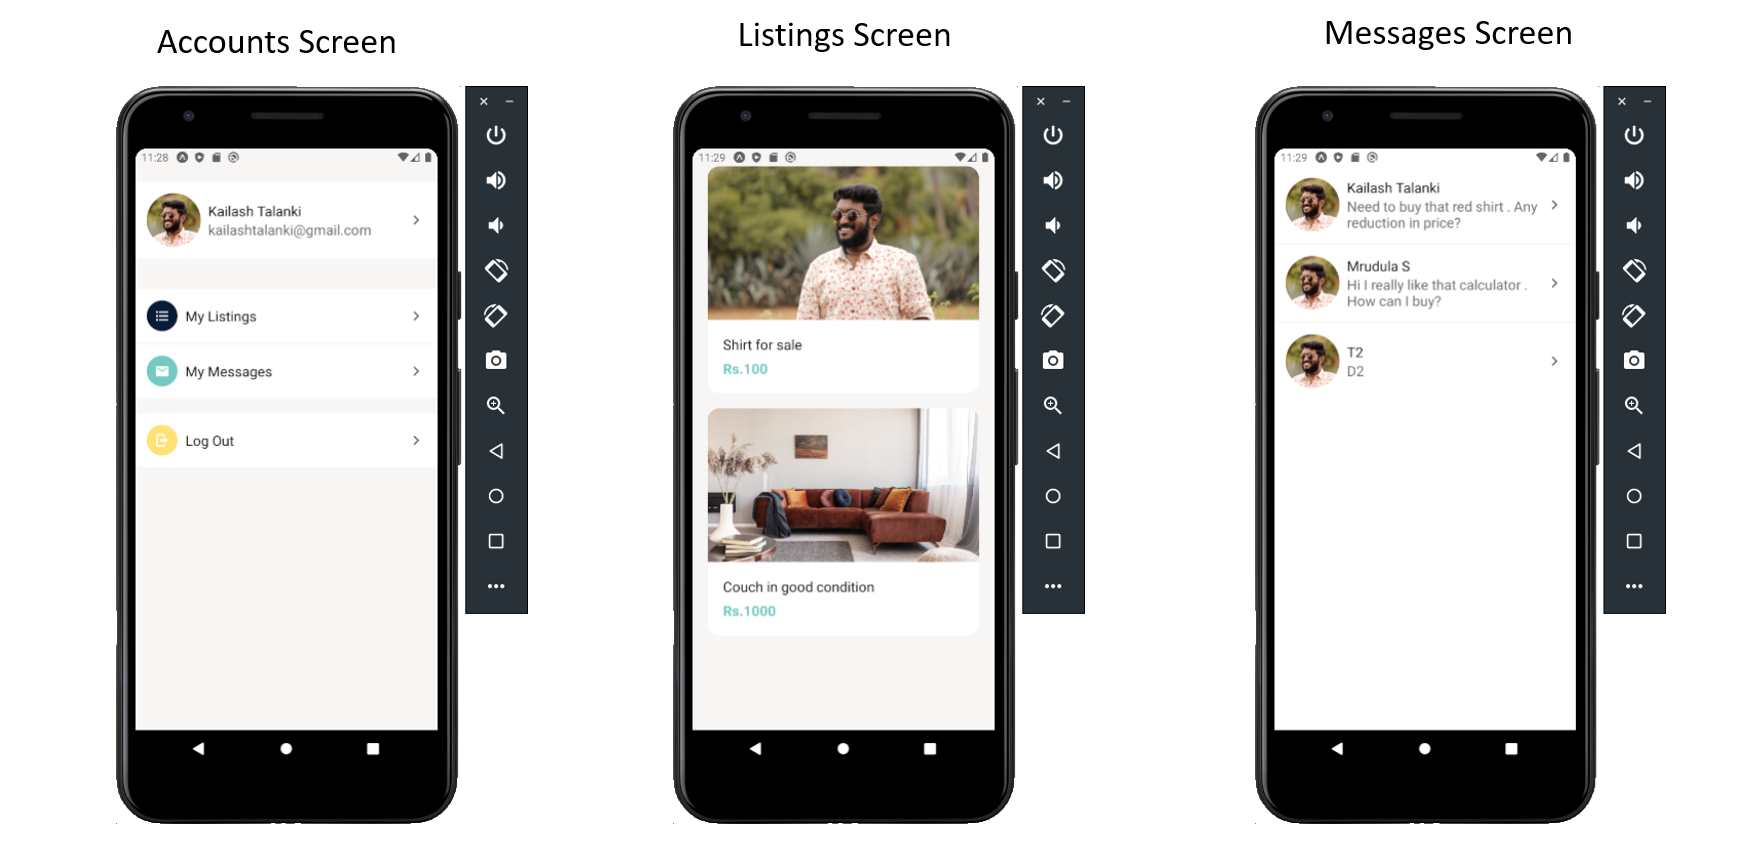 Accounts Screen
11:28
Kailash Talanki
kailashtalanki@gmail.com
My Listings
My Messages
Log Out
Listings Screen
11:29
Shirt for sale
Rs.100
Couch in good condition
Rs.1000
Messages Screen
11:29
Kailash Talanki
Need to buy that red shirt . Any
reduction in price?
Mrudula S
Hi I really like that calculator .
How can I buy?
T2
D2